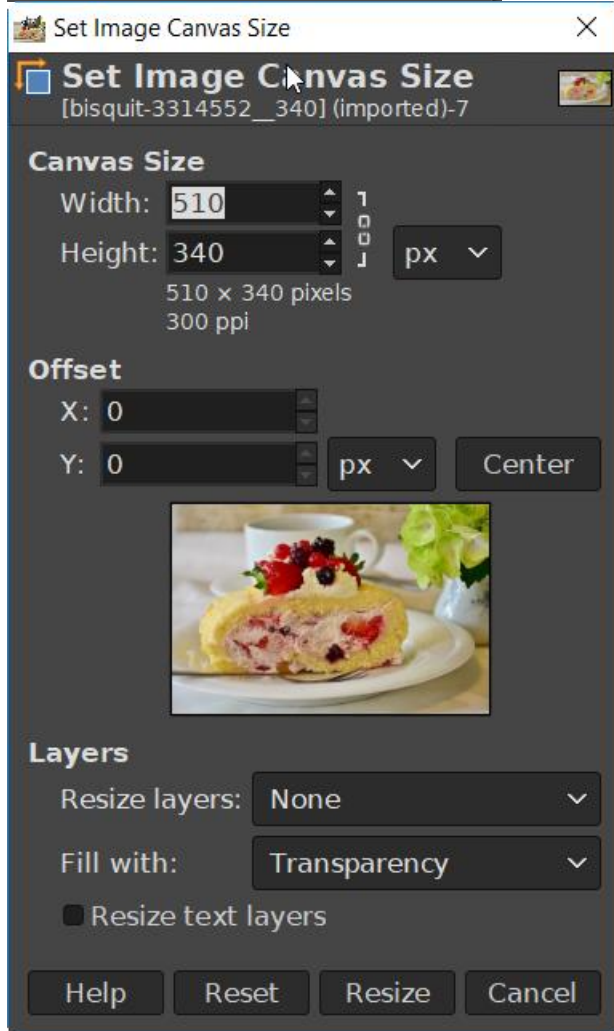 Set Image Canvas Size
Set Image Canvas Size
[bisquit-3314552__340] (imported)-7
Canvas Size
Width: 510
Height: 340 px
510 × 340 pixels
300 ppi
Offset
X: 0
Y: 0 px Center
Layers
Resize layers: None
Fill with: Transparency
Resize text layers
Help Reset Resize Cancel